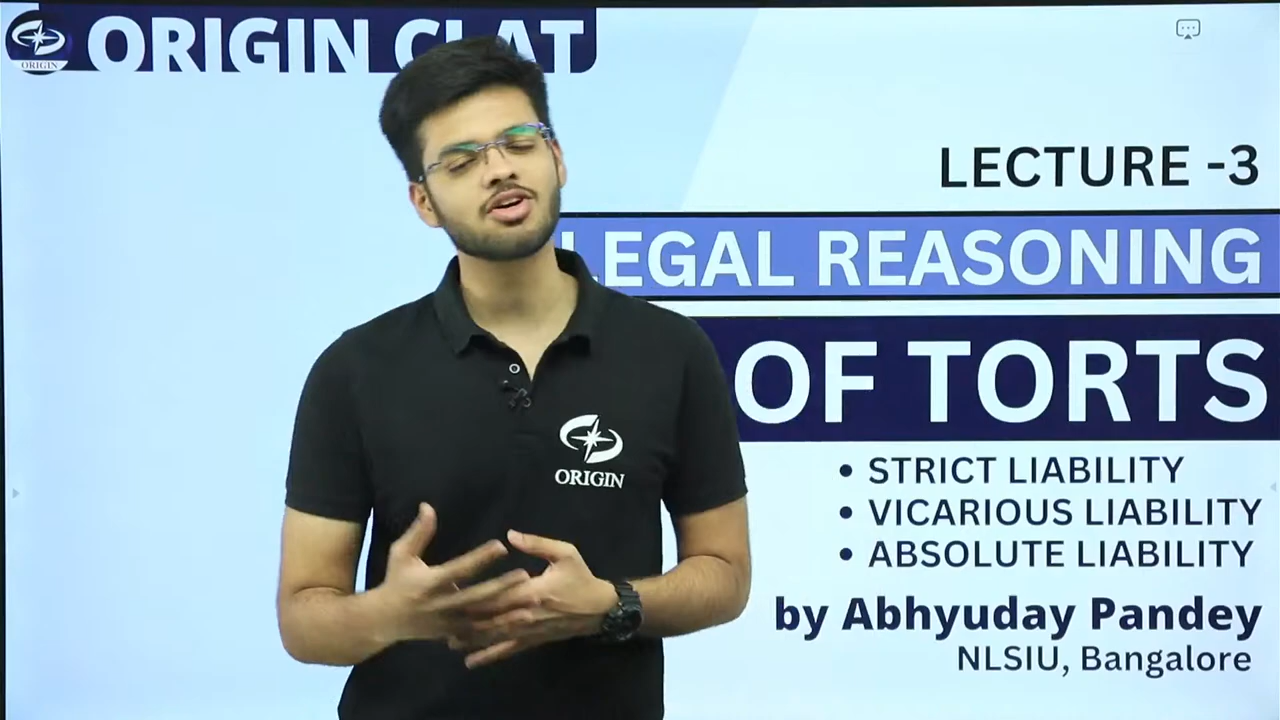 ORIGIN
ORIGIN CLAT
LECTURE -3
LEGAL REASONING
OF TORTS
• STRICT LIABILITY
• VICARIOUS LIABILITY
• ABSOLUTE LIABILITY
by Abhyuday Pandey
NLSIU, Bangalore
ORIGIN